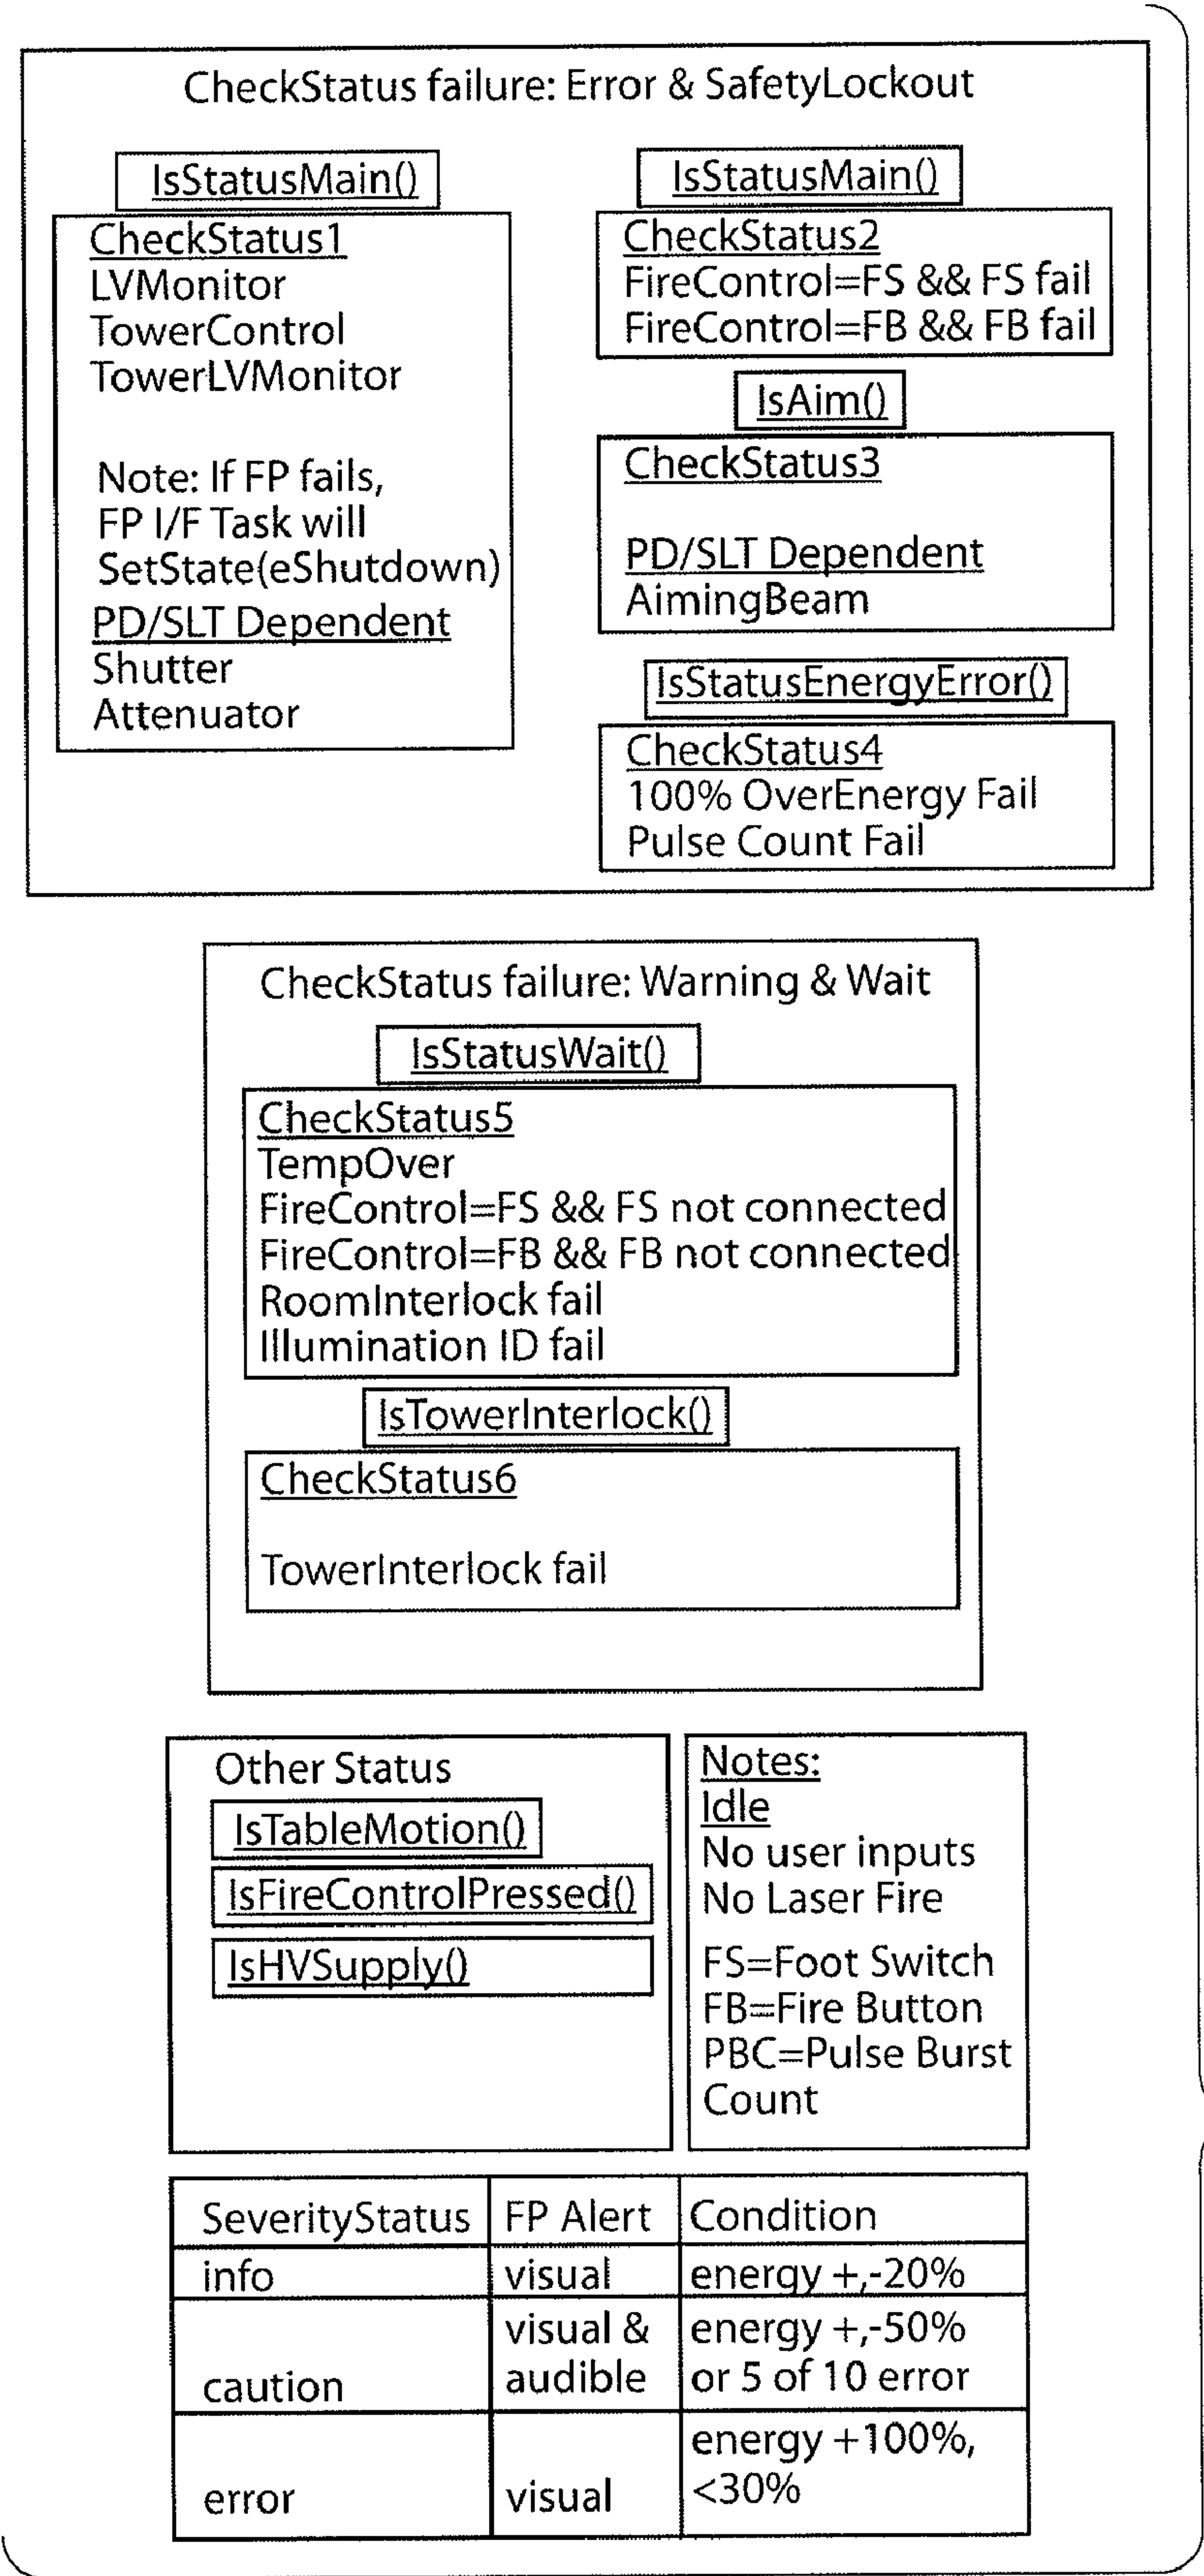 CheckStatus failure: Error & SafetyLockout
IsStatusMain()
CheckStatus1
LVMonitor
TowerControl
TowerLVMonitor
Note: If FP fails,
FP I/F Task will
SetState(eShutdown)
PD/SLT Dependent
Shutter
Attenuator
IsStatusMain()
CheckStatus2
FireControl=FS && FS fail
FireControl=FB && FB fail
IsAim()
CheckStatus3
PD/SLT Dependent
AimingBeam
IsStatusEnergyError()
CheckStatus4
100% OverEnergy Fail
Pulse Count Fail
CheckStatus failure: Warning & Wait
IsStatusWait()
CheckStatus5
TempOver
FireControl=FS && FS not connected
FireControl=FB && FB not connected
RoomInterlock fail
Illumination ID fail
IsTowerInterlock()
CheckStatus6
TowerInterlock fail
Other Status
IsTableMotion()
IsFireControlPressed()
IsHVSupply()
Notes:
Idle
No user inputs
No Laser Fire
FS=Foot Switch
FB=Fire Button
PBC=Pulse Burst
Count
SeverityStatus FP Alert Condition
info visual energy +,-20%
visual & energy +,-50%
caution audible or 5 of 10 error
energy +100%,
error visual <30%